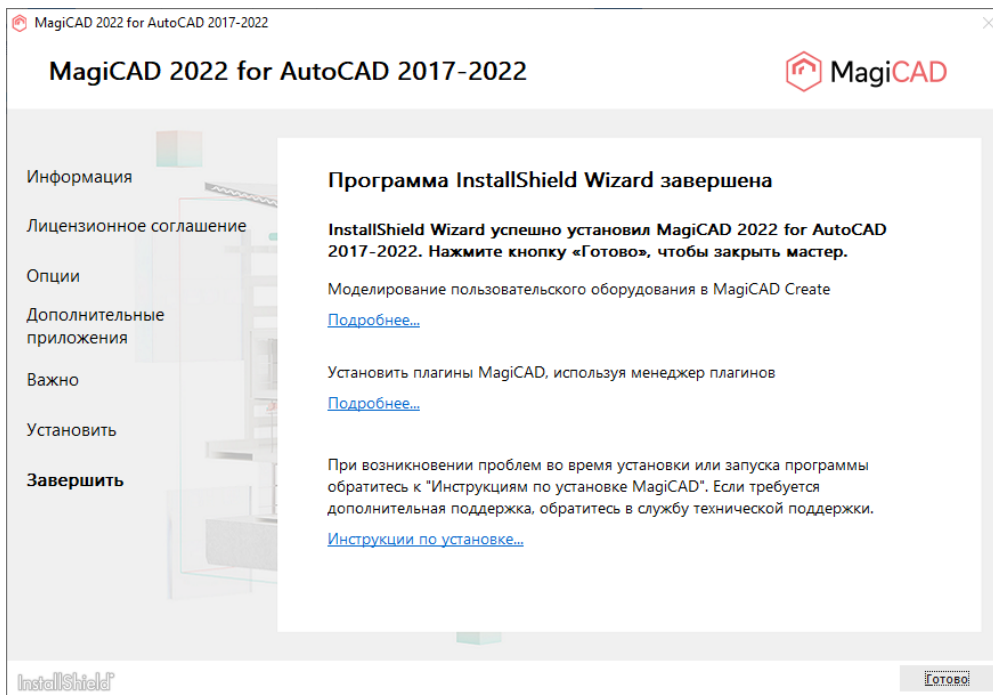 MagiCAD 2022 for AutoCAD 2017-2022
MagiCAD 2022 for AutoCAD 2017-2022
MagiCAD
Информация
Лицензионное соглашение
Опции
Дополнительные
приложения
Важно
Установить
Завершить
Программа InstallShield Wizard завершена
InstallShield Wizard успешно установил MagiCAD 2022 for AutoCAD
2017-2022. Нажмите кнопку «Готово», чтобы закрыть мастер.
Моделирование пользовательского оборудования в MagiCAD Create
Подробнее...
Установить плагины MagiCAD, используя менеджер плагинов
Подробнее...
При возникновении проблем во время установки или запуска программы
обратитесь к "Инструкциям по установке MagiCAD". Если требуется
дополнительная поддержка, обратитесь в службу технической поддержки.
Инструкции по установке...
InstallShield
Готово